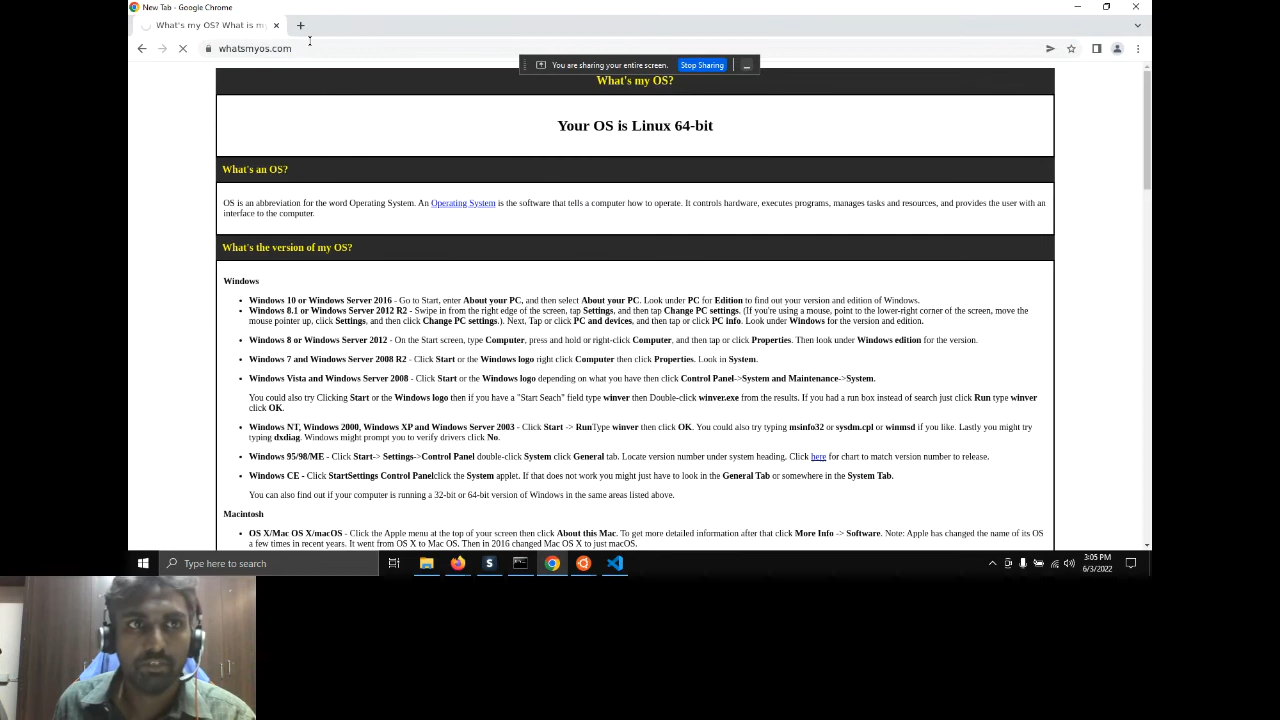 New Tab - Google Chrome
What's my OS? What is my
whatsmyos.com
You are sharing your entire screen. Stop Sharing
What's my OS?
Your OS is Linux 64-bit
What's an OS?
OS is an abbreviation for the word Operating System. An Operating System is the software that tells a computer how to operate. It controls hardware, executes programs, manages tasks and resources, and provides the user with an
interface to the computer.
What's the version of my OS?
Windows
• Windows 10 or Windows Server 2016 - Go to Start, enter About your PC, and then select About your PC. Look under PC for Edition to find out your version and edition of Windows.
• Windows 8.1 or Windows Server 2012 R2 - Swipe in from the right edge of the screen, tap Settings, and then tap Change PC settings. (If you're using a mouse, point to the lower-right corner of the screen, move the
mouse pointer up, click Settings, and then click Change PC settings.). Next, Tap or click PC and devices, and then tap or click PC info. Look under Windows for the version and edition.
• Windows 8 or Windows Server 2012 - On the Start screen, type Computer, press and hold or right-click Computer, and then tap or click Properties. Then look under Windows edition for the version.
• Windows 7 and Windows Server 2008 R2 - Click Start or the Windows logo right click Computer then click Properties. Look in System.
• Windows Vista and Windows Server 2008 - Click Start or the Windows logo depending on what you have then click Control Panel->System and Maintenance->System.
You could also try Clicking Start or the Windows logo then if you have a "Start Seach" field type winver then Double-click winver.exe from the results. If you had a run box instead of search just click Run type winver
click OK.
• Windows NT, Windows 2000, Windows XP and Windows Server 2003 - Click Start -> RunType winver then click OK. You could also try typing msinfo32 or sysdm.cpl or winmsd if you like. Lastly you might try
typing dxdiag. Windows might prompt you to verify drivers click No.
• Windows 95/98/ME - Click Start-> Settings->Control Panel double-click System click General tab. Locate version number under system heading. Click here for chart to match version number to release.
• Windows CE - Click StartSettings Control Panelclick the System applet. If that does not work you might just have to look in the General Tab or somewhere in the System Tab.
You can also find out if your computer is running a 32-bit or 64-bit version of Windows in the same areas listed above.
Macintosh
• OS X/Mac OS X/macOS - Click the Apple menu at the top of your screen then click About this Mac. To get more detailed information after that click More Info -> Software. Note: Apple has changed the name of its OS
a few times in recent years. It went from OS X to Mac OS. Then in 2016 changed Mac OS X to just macOS.
Type here to search
3:05 PM
6/3/2022